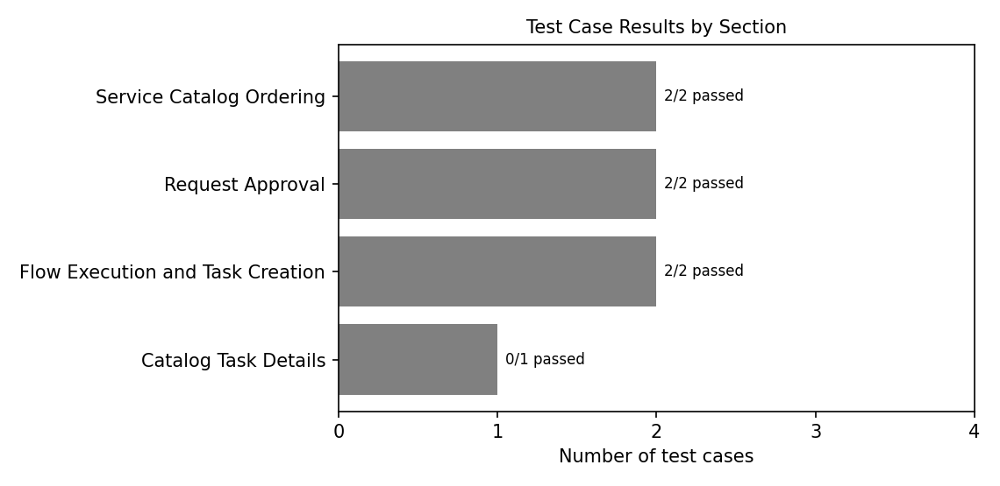 Test Case Results by Section
Service Catalog Ordering
2/2 passed
Request Approval
2/2 passed
Flow Execution and Task Creation
2/2 passed
Catalog Task Details
0/1 passed
0 1 2 3 4
Number of test cases